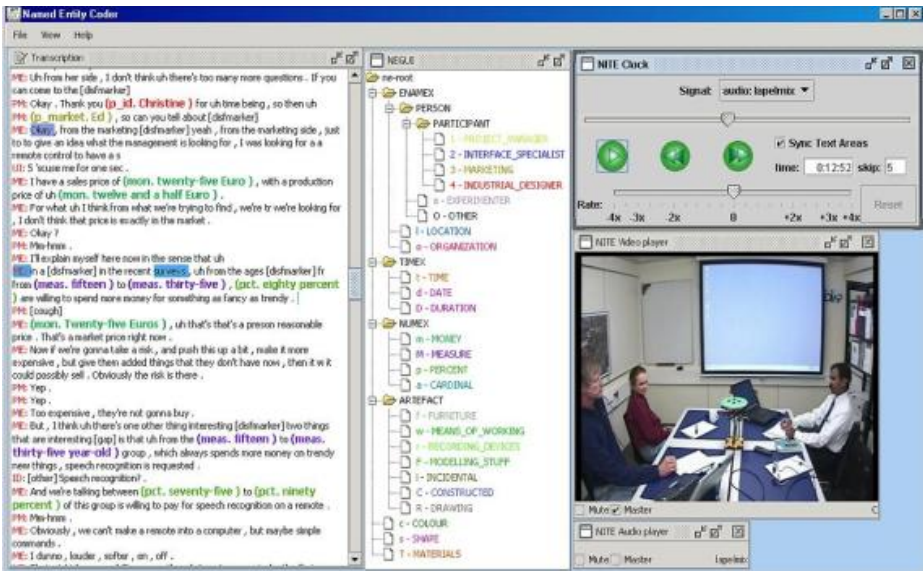 Named Entity Coder
File View Help
Transcription
ME: Uh from her side , I don't think uh there's too many more questions . If you
can come to the [disfmarker]
PM: Okay . Thank you (p_id. Christine ) for uh time being , so then uh
PM: (p_market. Ed ) , so can you tell about [disfmarker]
ME: Okay , from the marketing [disfmarker] yeah , from the marketing side , just
to to give an idea what the management is looking for , I was looking for a a
remote control to have a s
UI: S 'scuse me for one sec .
ME: I have a sales price of (mon. twenty-five Euro ) , with a production
price of uh (mon. twelve and a half Euro ) .
ME: For what uh I think from what we're trying to find , we're tr we're looking for
, I don't think that price is exactly in the market .
ME: Okay ?
PM: Mm-hmm .
ME: I'll explain myself here now in the sense that uh
ME: in a [disfmarker] in the recent surveys , uh from the ages [disfmarker] fr
from (meas. fifteen ) to (meas. thirty-five ) , (pct. eighty percent
) are willing to spend more money for something as fancy as trendy .
PM: [cough]
ME: (mon. Twenty-five Euros ) , uh that's that's a preson reasonable
price . That's a market price right now .
ME: Now if we're gonna take a risk , and push this up a bit , make it more
expensive , but give them added things that they don't have now , then it w it
could possibly sell . Obviously the risk is there .
PM: Yep .
PM: Yep .
ME: Too expensive , they're not gonna buy .
ME: But , I think uh there's one other thing interesting [disfmarker] two things
that are interesting [gap] is that uh from the (meas. fifteen ) to (meas.
thirty-five year-old ) group , which always spends more money on trendy
new things , speech recognition is requested .
ID: [other] Speech recognition? .
ME: And we're talking between (pct. seventy-five ) to (pct. ninety
percent ) of this group is willing to pay for speech recognition on a remote .
PM: Mm-hmm .
ME: Obviously , we can't make a remote into a computer , but maybe simple
commands .
ME: I dunno , louder , softer , on , off .
NEGUI
ne-root
ENAMEX
PERSON
PARTICIPANT
1 - PROJECT_MANAGER
2 - INTERFACE_SPECIALIST
3 - MARKETING
4 - INDUSTRIAL_DESIGNER
e - EXPERIMENTER
O - OTHER
l - LOCATION
o - ORGANIZATION
TIMEX
t - TIME
d - DATE
D - DURATION
NUMEX
m - MONEY
M - MEASURE
p - PERCENT
a - CARDINAL
ARTEFACT
f - FURNITURE
w - MEANS_OF_WORKING
r - RECORDING_DEVICES
F - MODELLING_STUFF
I - INCIDENTAL
C - CONSTRUCTED
R - DRAWING
c - COLOUR
s - SHAPE
T - MATERIALS
NITE Clock
Signal: audio: lapelmix
Sync Text Areas
time: 0:12:52 skip: 5
Rate:
-4x -3x -2x 0 +2x +3x +4x
Reset
NITE Video player
Mute Master
NITE Audio player
Mute Master lapelmix